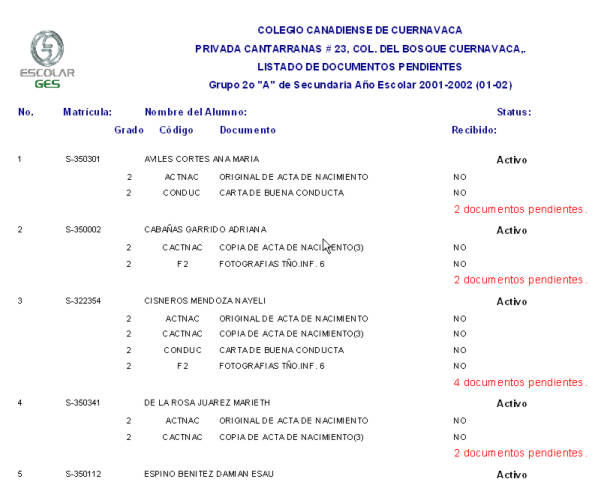 COLEGIO CANADIENSE DE CUERNAVACA
PRIVADA CANTARRANAS # 23, COL. DEL BOSQUE CUERNAVACA,.
LISTADO DE DOCUMENTOS PENDIENTES
Grupo 2o "A" de Secundaria Año Escolar 2001-2002 (01-02)
ESCOLAR
GES
No. Matrícula: Nombre del Alumno: Status:
Grado Código Documento Recibido:
1 S-350301 AVILES CORTES ANA MARIA Activo
2 ACTNAC ORIGINAL DE ACTA DE NACIMIENTO NO
2 CONDUC CARTA DE BUENA CONDUCTA NO
2 documentos pendientes.
2 S-350002 CABAÑAS GARRIDO ADRIANA Activo
2 CACTNAC COPIA DE ACTA DE NACIMIENTO(3) NO
2 F2 FOTOGRAFIAS TÑO.INF. 6 NO
2 documentos pendientes.
3 S-322354 CISNEROS MENDOZA NAYELI Activo
2 ACTNAC ORIGINAL DE ACTA DE NACIMIENTO NO
2 CACTNAC COPIA DE ACTA DE NACIMIENTO(3) NO
2 CONDUC CARTA DE BUENA CONDUCTA NO
2 F2 FOTOGRAFIAS TÑO.INF. 6 NO
4 documentos pendientes.
4 S-350341 DE LA ROSA JUAREZ MARIETH Activo
2 ACTNAC ORIGINAL DE ACTA DE NACIMIENTO NO
2 CACTNAC COPIA DE ACTA DE NACIMIENTO(3) NO
2 documentos pendientes.
5 S-350112 ESPINO BENITEZ DAMIAN ESAU Activo